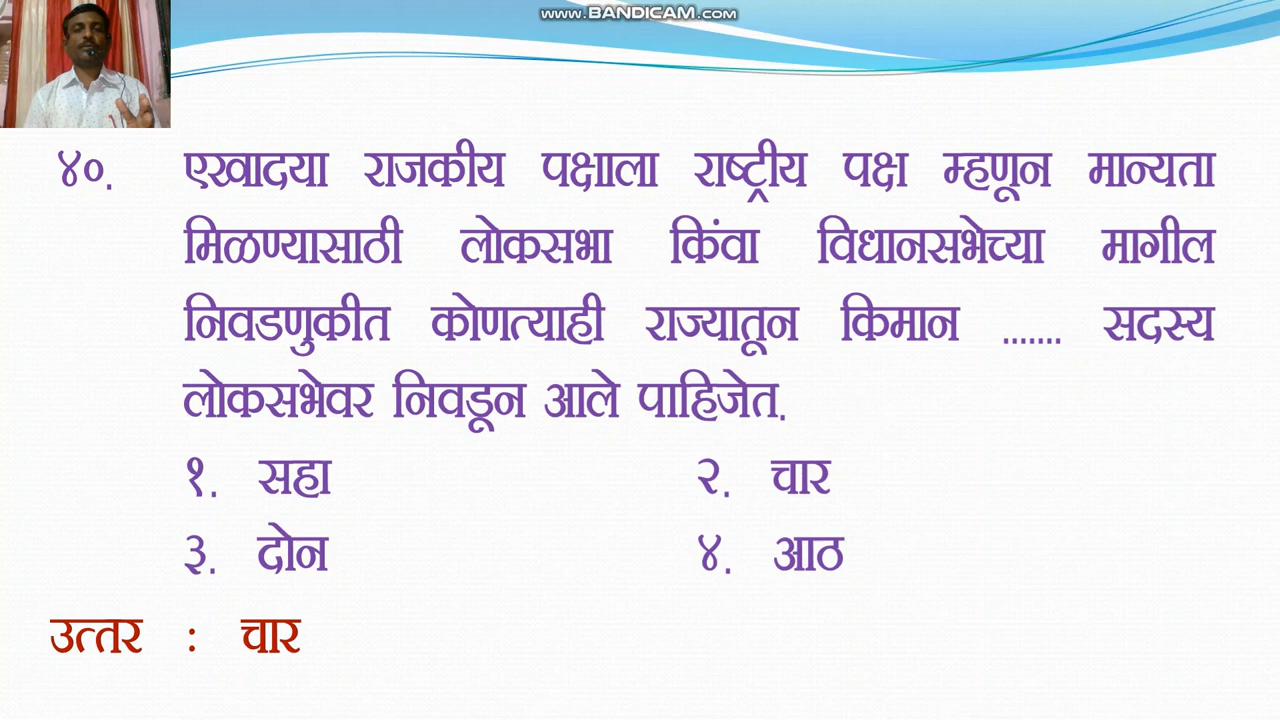 www.BANDICAM.com
४०. एखादया राजकीय पक्षाला राष्ट्रीय पक्ष म्हणून मान्यता
मिळण्यासाठी लोकसभा किंवा विधानसभेच्या मागील
निवडणुकीत कोणत्याही राज्यातून किमान ....... सदस्य
लोकसभेवर निवडून आले पाहिजेत.
१. सहा २. चार
३. दोन ४. आठ
उत्तर : चार